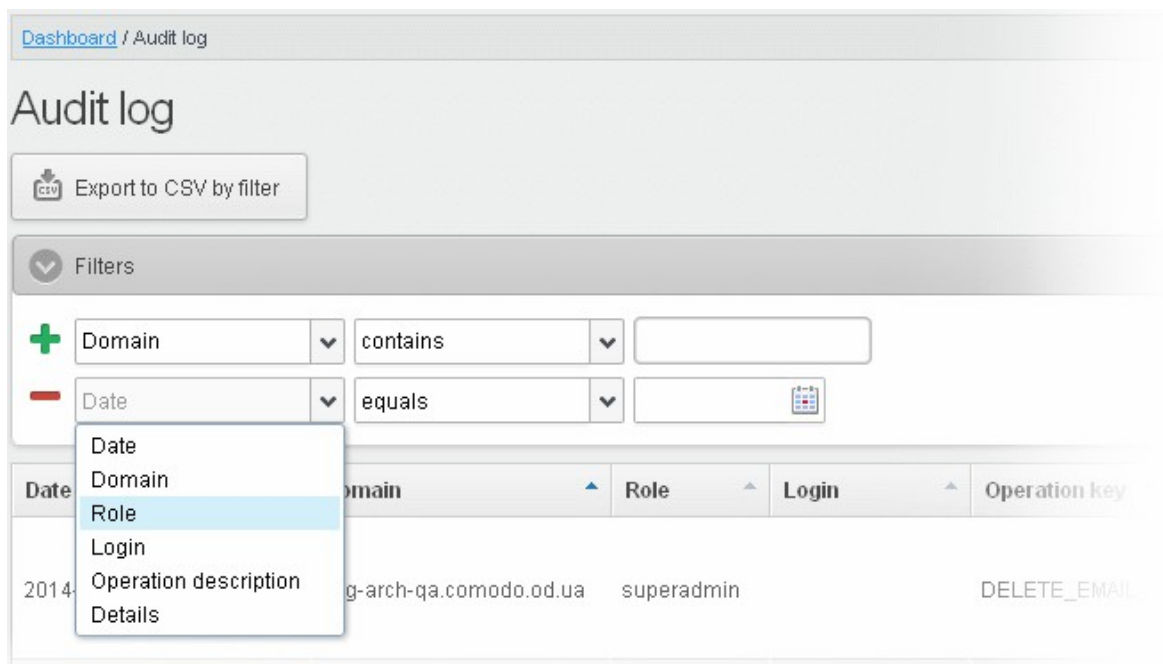 Dashboard / Audit log
Audit log
CSV Export to CSV by filter
Filters
Domain contains
Date equals
Date
Domain
Role
Login
Operation description
Details
Date omain Role Login Operation key
2014- g-arch-qa.comodo.od.ua superadmin DELETE_EMAIL